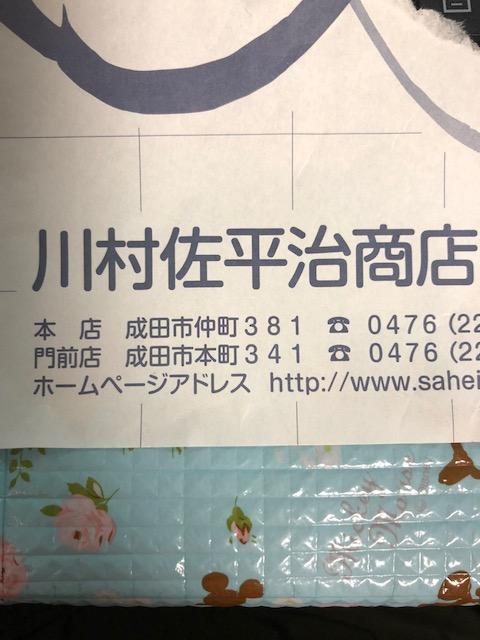 川村佐平治商店
本　店　成田市仲町３８１　☎ 0476 (22
門前店　成田市本町３４１　☎ 0476 (22
ホームページアドレス　http://www.sahei